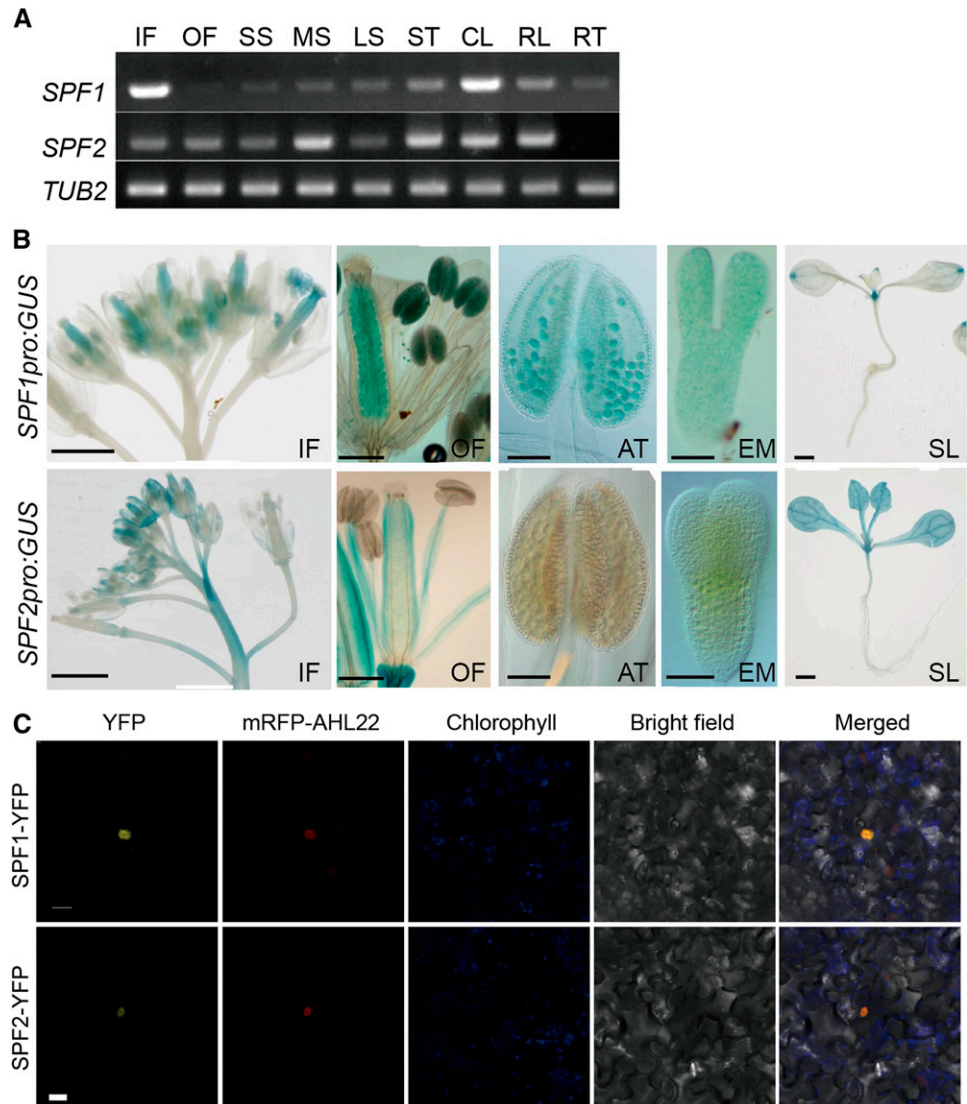 A
IF OF SS MS LS ST CL RL RT
SPF1
SPF2
TUB2
B
SPF1pro:GUS
IF
OF
AT
EM
SL
SPF2pro:GUS
IF
OF
AT
EM
SL
C
YFP mRFP-AHL22 Chlorophyll Bright field Merged
SPF1-YFP
SPF2-YFP